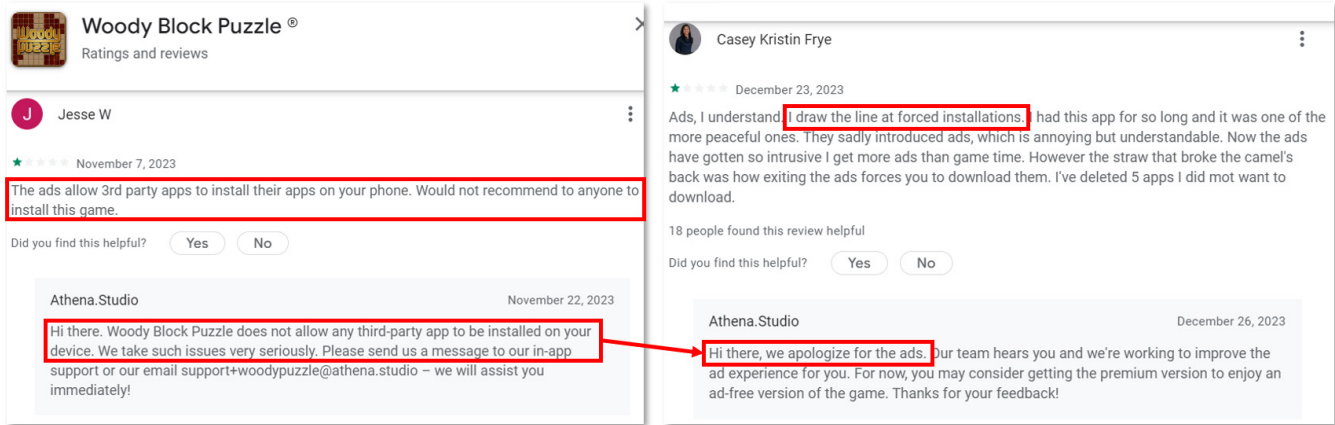 Woody Block Puzzle ®
Ratings and reviews
Woody
PUZZLE
J
Jesse W
November 7, 2023
The ads allow 3rd party apps to install their apps on your phone. Would not recommend to anyone to
install this game.
Did you find this helpful? Yes No
Athena.Studio November 22, 2023
Hi there. Woody Block Puzzle does not allow any third-party app to be installed on your
device. We take such issues very seriously. Please send us a message to our in-app
support or our email support+woodypuzzle@athena.studio – we will assist you
immediately!
Casey Kristin Frye
December 23, 2023
Ads, I understand. I draw the line at forced installations. I had this app for so long and it was one of the
more peaceful ones. They sadly introduced ads, which is annoying but understandable. Now the ads
have gotten so intrusive I get more ads than game time. However the straw that broke the camel's
back was how exiting the ads forces you to download them. I've deleted 5 apps I did mot want to
download.
18 people found this review helpful
Did you find this helpful? Yes No
Athena.Studio December 26, 2023
Hi there, we apologize for the ads. Our team hears you and we're working to improve the
ad experience for you. For now, you may consider getting the premium version to enjoy an
ad-free version of the game. Thanks for your feedback!